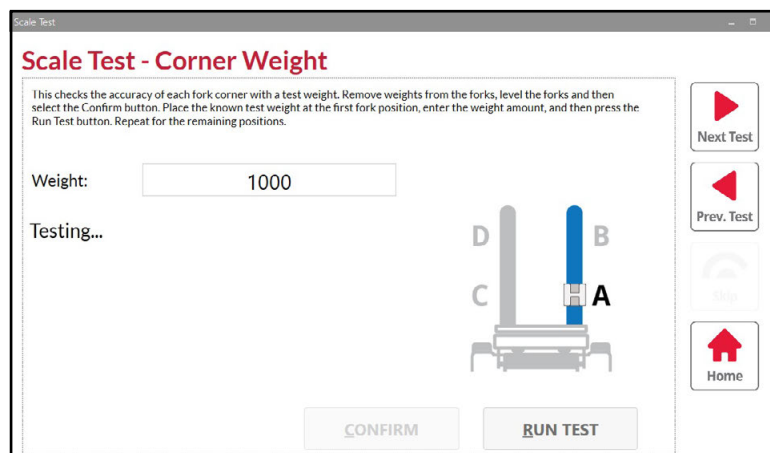 Scale Test
Scale Test - Corner Weight
This checks the accuracy of each fork corner with a test weight. Remove weights from the forks, level the forks and then
select the Confirm button. Place the known test weight at the first fork position, enter the weight amount, and then press the
Run Test button. Repeat for the remaining positions.
Weight:
1000
Testing...
D
B
C
A
CONFIRM
RUN TEST
Next Test
Prev. Test
Skip
Home